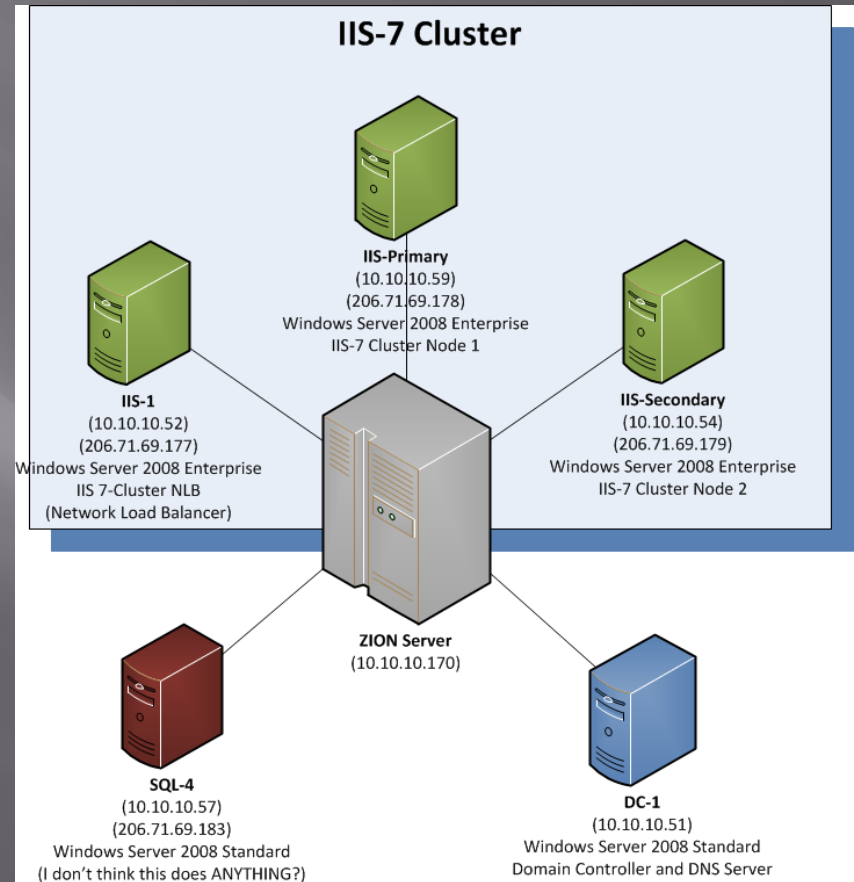 IIS-7 Cluster
IIS-Primary
(10.10.10.59)
(206.71.69.178)
Windows Server 2008 Enterprise
IIS-7 Cluster Node 1
IIS-1
(10.10.10.52)
(206.71.69.177)
Windows Server 2008 Enterprise
IIS 7-Cluster NLB
(Network Load Balancer)
IIS-Secondary
(10.10.10.54)
(206.71.69.179)
Windows Server 2008 Enterprise
IIS-7 Cluster Node 2
ZION Server
(10.10.10.170)
SQL-4
(10.10.10.57)
(206.71.69.183)
Windows Server 2008 Standard
(I don't think this does ANYTHING?)
DC-1
(10.10.10.51)
Windows Server 2008 Standard
Domain Controller and DNS Server